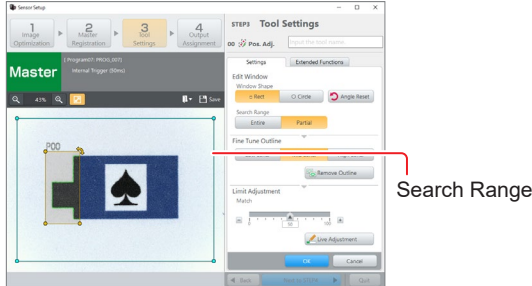 Sensor Setup
1
Image
Optimization
2
Master
Registration
3
Tool
Settings
4
Output
Assignment
STEP3 Tool Settings
00 Pos. Adj.
Input the tool name.
Master
[ Program07: PROG_007]
Internal Trigger (50ms)
43%
Save
Settings
Extended Functions
Edit Window
Window Shape
Rect
Circle
Angle Reset
Search Range
Entire
Partial
Fine Tune Outline
Remove Outline
Limit Adjustment
Match
0
50
100
Live Adjustment
OK
Cancel
Back
Quit
P00
Search Range